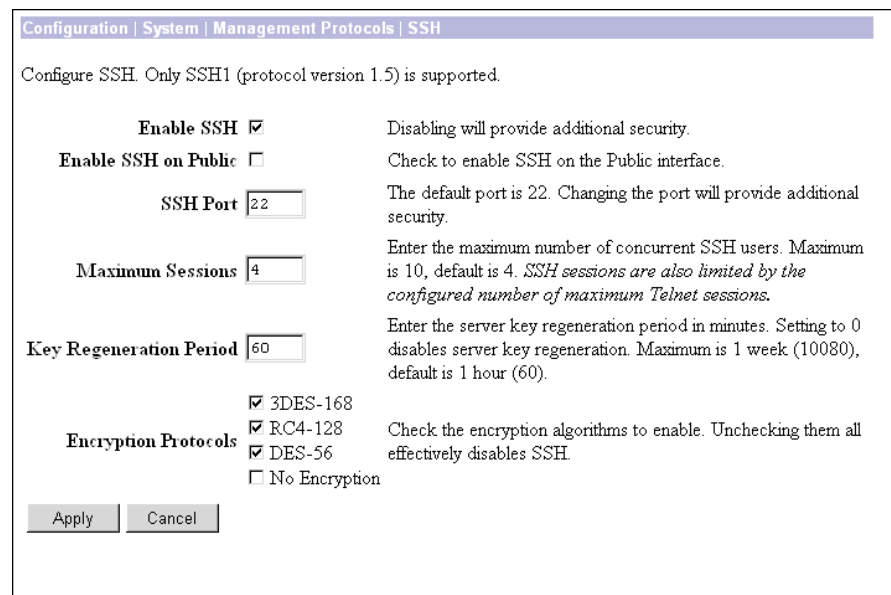 Configuration | System | Management Protocols | SSH
Configure SSH. Only SSH1 (protocol version 1.5) is supported.
Enable SSH
Disabling will provide additional security.
Enable SSH on Public
Check to enable SSH on the Public interface.
SSH Port 22
The default port is 22. Changing the port will provide additional
security.
Maximum Sessions 4
Enter the maximum number of concurrent SSH users. Maximum
is 10, default is 4. SSH sessions are also limited by the
configured number of maximum Telnet sessions.
Key Regeneration Period 60
Enter the server key regeneration period in minutes. Setting to 0
disables server key regeneration. Maximum is 1 week (10080),
default is 1 hour (60).
Encryption Protocols
3DES-168
RC4-128
DES-56
No Encryption
Check the encryption algorithms to enable. Unchecking them all
effectively disables SSH.
Apply Cancel